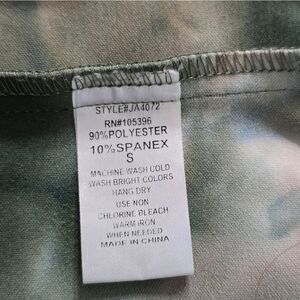 STYLE#JA4072
RN#105396
90%POLYESTER
10%SPANEX
S
MACHINE WASH COLD
WASH BRIGHT COLORS
HANG DRY
USE NON
CHLORINE BLEACH
WARM IRON
WHEN NEEDED
MADE IN CHINA